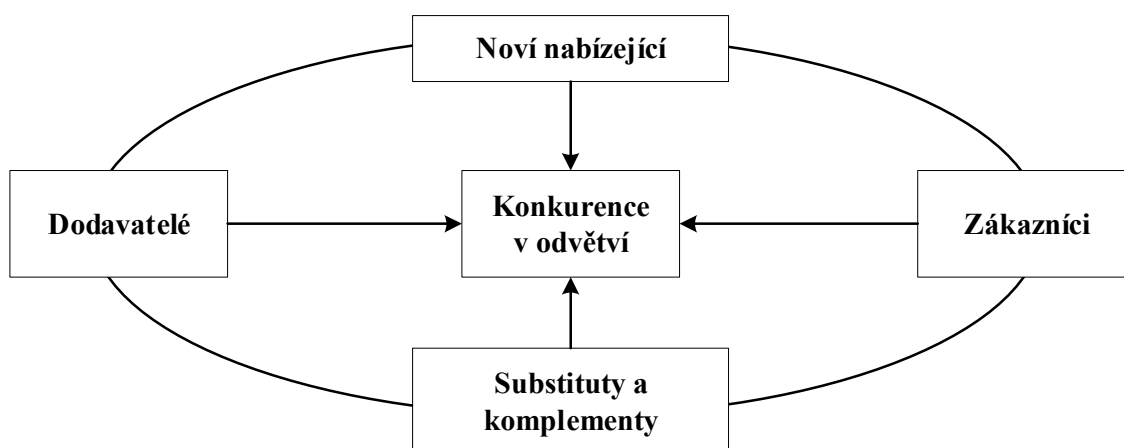 Noví nabízející
Dodavatelé
Konkurence
v odvětví
Zákazníci
Substituty a
komplementy